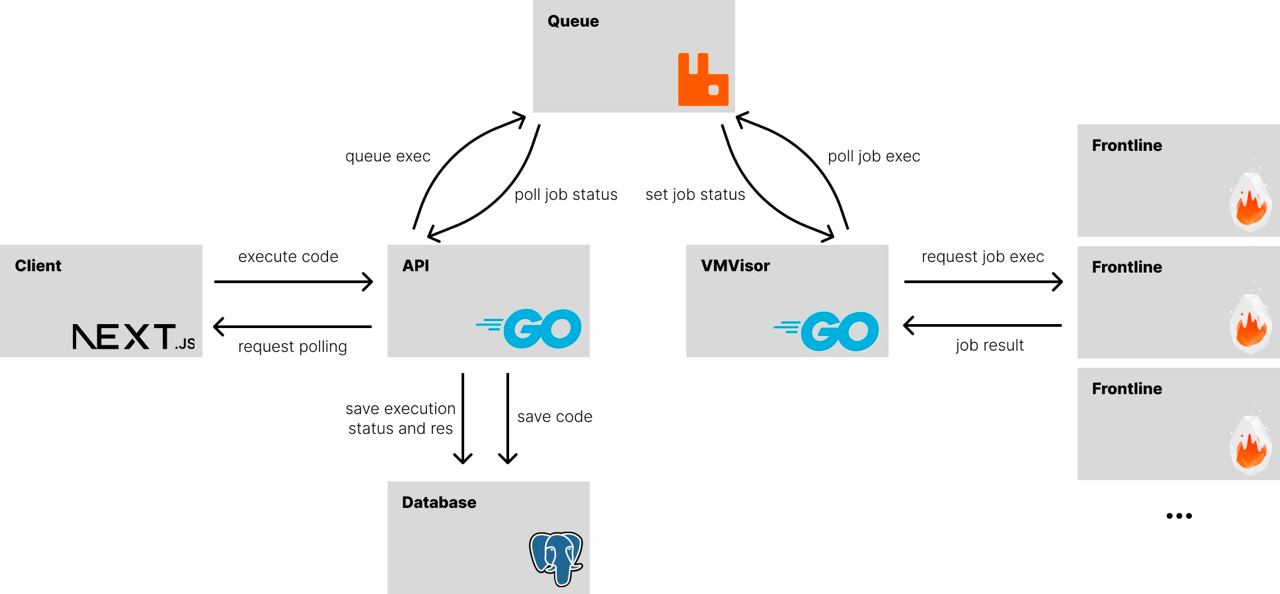 Queue
queue exec
poll job status
set job status
poll job exec
Client
NEXT.JS
execute code
request polling
API
GO
VMVisor
GO
request job exec
job result
Frontline
Frontline
Frontline
...
save execution
status and res
save code
Database